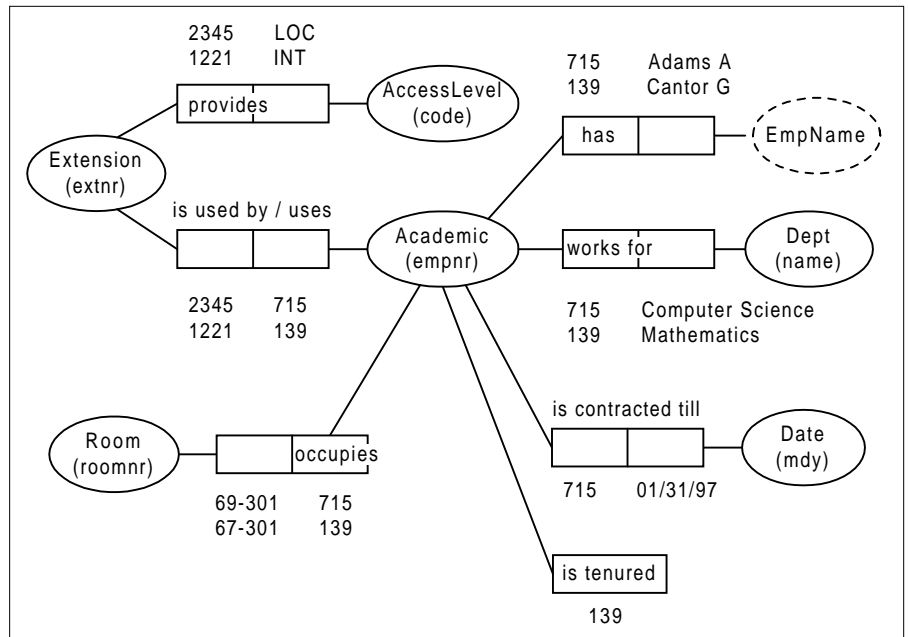 2345 LOC
1221 INT
provides
AccessLevel
(code)
715 Adams A
139 Cantor G
has
EmpName
Extension
(extnr)
is used by / uses
Academic
(empnr)
works for
Dept
(name)
2345 715
1221 139
715 Computer Science
139 Mathematics
is contracted till
Room
(roomnr)
occupies
Date
(mdy)
69-301 715
67-301 139
715 01/31/97
is tenured
139